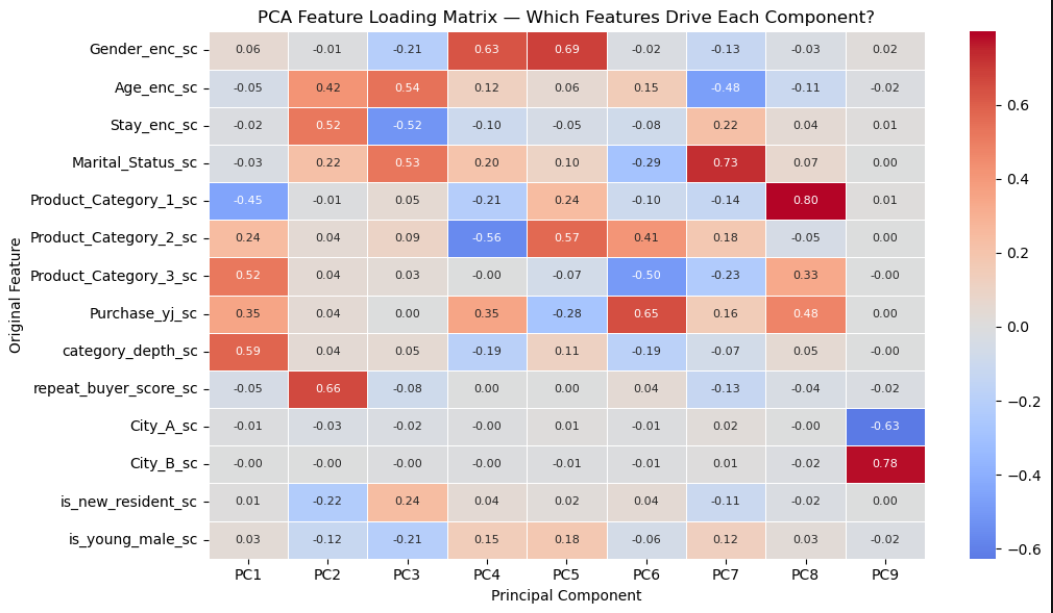 PCA Feature Loading Matrix — Which Features Drive Each Component?
Gender_enc_sc 0.06 -0.01 -0.21 0.63 0.69 -0.02 -0.13 -0.03 0.02
Age_enc_sc -0.05 0.42 0.54 0.12 0.06 0.15 -0.48 -0.11 -0.02
Stay_enc_sc -0.02 0.52 -0.52 -0.10 -0.05 -0.08 0.22 0.04 0.01
Marital_Status_sc -0.03 0.22 0.53 0.20 0.10 -0.29 0.73 0.07 0.00
Product_Category_1_sc -0.45 -0.01 0.05 -0.21 0.24 -0.10 -0.14 0.80 0.01
Product_Category_2_sc 0.24 0.04 0.09 -0.56 0.57 0.41 0.18 -0.05 0.00
Product_Category_3_sc 0.52 0.04 0.03 -0.00 -0.07 -0.50 -0.23 0.33 -0.00
Purchase_yj_sc 0.35 0.04 0.00 0.35 -0.28 0.65 0.16 0.48 0.00
category_depth_sc 0.59 0.04 0.05 -0.19 0.11 -0.19 -0.07 0.05 -0.00
repeat_buyer_score_sc -0.05 0.66 -0.08 0.00 0.00 0.04 -0.13 -0.04 -0.02
City_A_sc -0.01 -0.03 -0.02 -0.00 0.01 -0.01 0.02 -0.00 -0.63
City_B_sc -0.00 -0.00 -0.00 -0.00 -0.01 -0.01 0.01 -0.02 0.78
is_new_resident_sc 0.01 -0.22 0.24 0.04 0.02 0.04 -0.11 -0.02 0.00
is_young_male_sc 0.03 -0.12 -0.21 0.15 0.18 -0.06 0.12 0.03 -0.02
PC1 PC2 PC3 PC4 PC5 PC6 PC7 PC8 PC9
Principal Component
Original Feature
0.6
0.4
0.2
0.0
−0.2
−0.4
−0.6